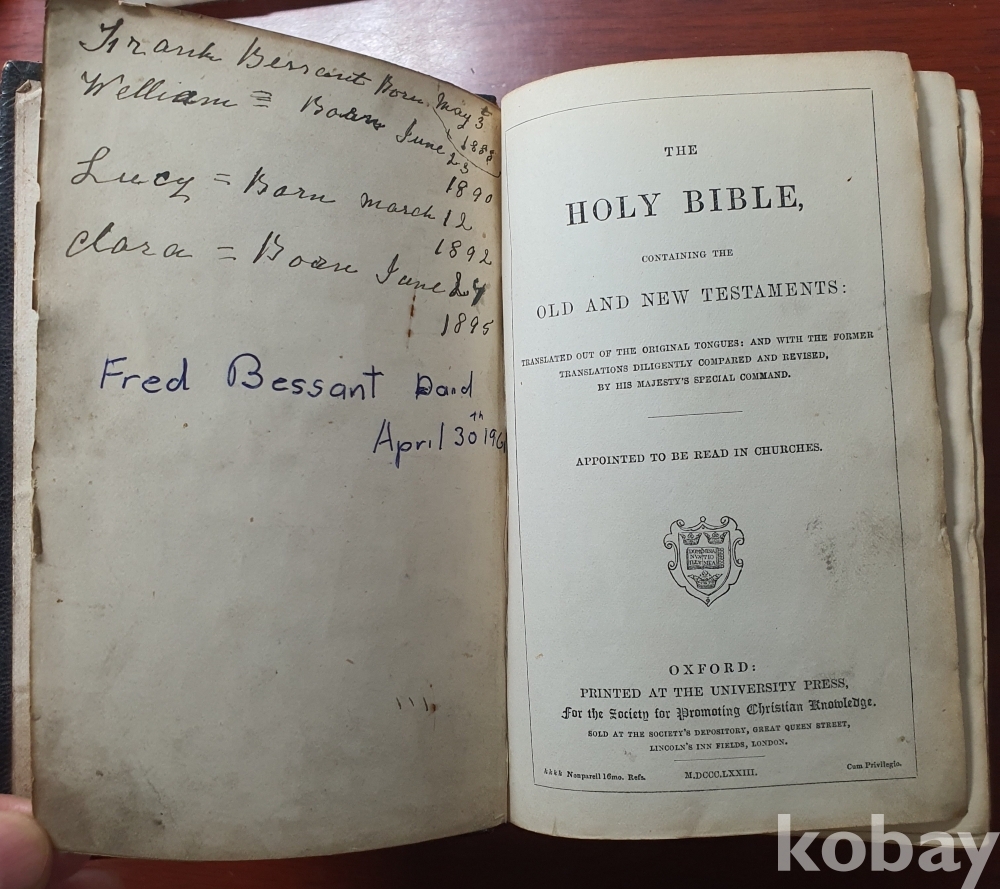 Frank Bessant Born May 3
1888
William = Born June 23
1890
Lucy = Born march 12
1892
Clara = Born June 24
1895
Fred Bessant Daid
April 30th 196
THE
HOLY BIBLE,
CONTAINING THE
OLD AND NEW TESTAMENTS:
TRANSLATED OUT OF THE ORIGINAL TONGUES: AND WITH THE FORMER
TRANSLATIONS DILIGENTLY COMPARED AND REVISED,
BY HIS MAJESTY'S SPECIAL COMMAND.
APPOINTED TO BE READ IN CHURCHES.
OXFORD:
PRINTED AT THE UNIVERSITY PRESS,
For the Society for Promoting Christian Knowledge.
SOLD AT THE SOCIETY'S DEPOSITORY, GREAT QUEEN STREET,
LINCOLN'S INN FIELDS, LONDON.
Nonpareil 16mo. Refs.
M.DCCC.LXXIII.
Cum Privilegio.
kobay